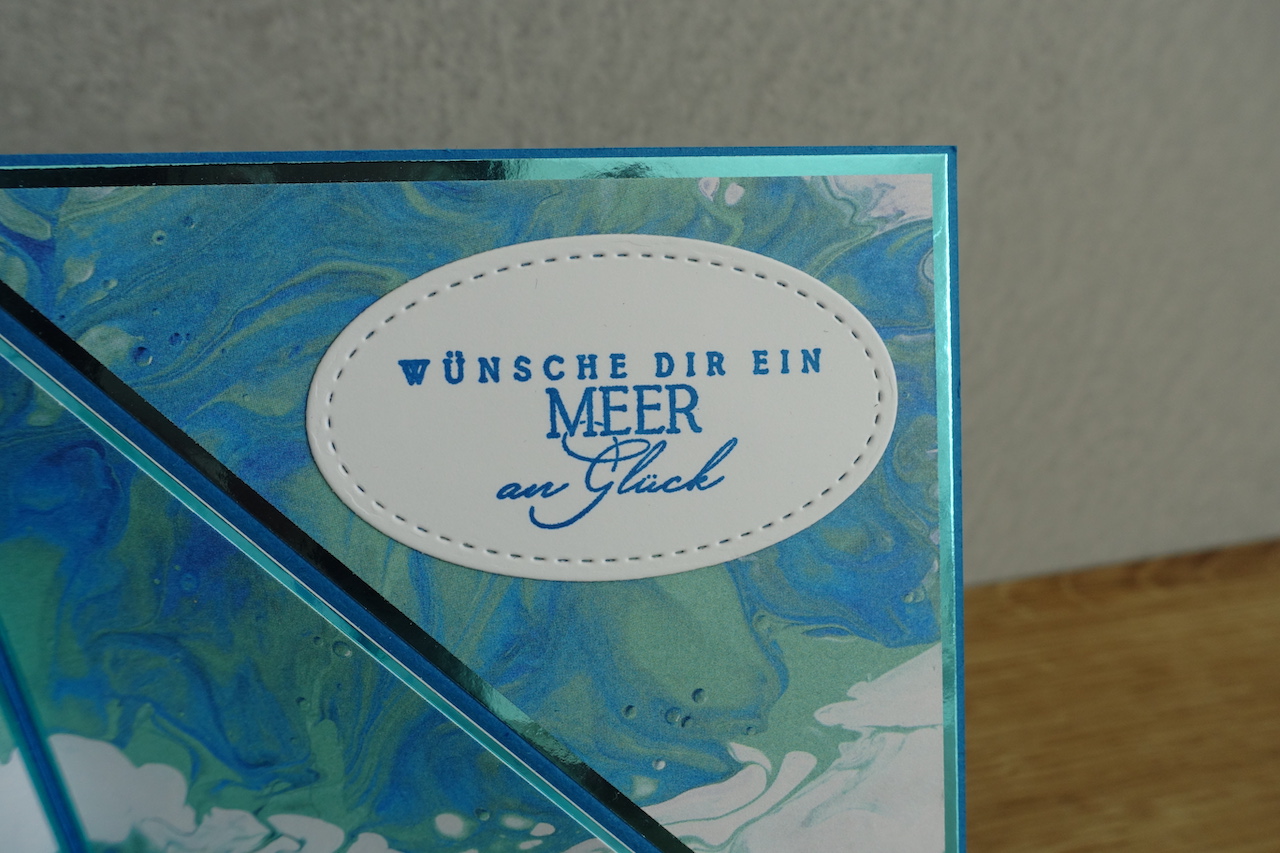 WÜNSCHE DIR EIN
MEER
an Glück